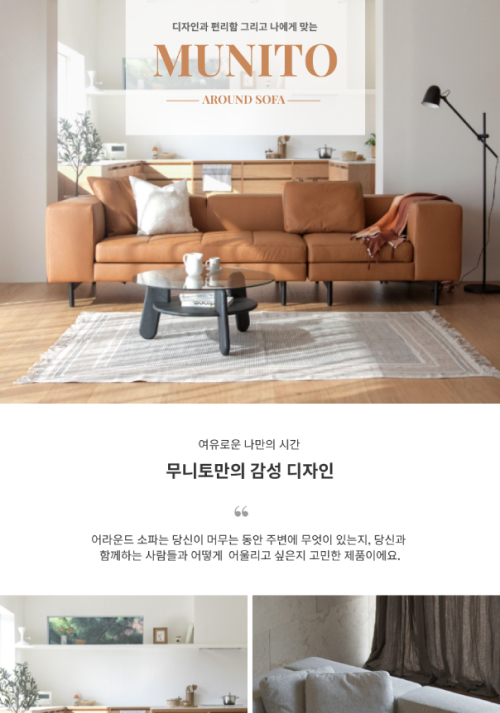 디자인과 편리함 그리고 나에게 맞는
MUNITO
AROUND SOFA
여유로운 나만의 시간
무니토만의 감성 디자인
“
어라운드 소파는 당신이 머무는 동안 주변에 무엇이 있는지, 당신과
함께하는 사람들과 어떻게 어울리고 싶은지 고민한 제품이에요.